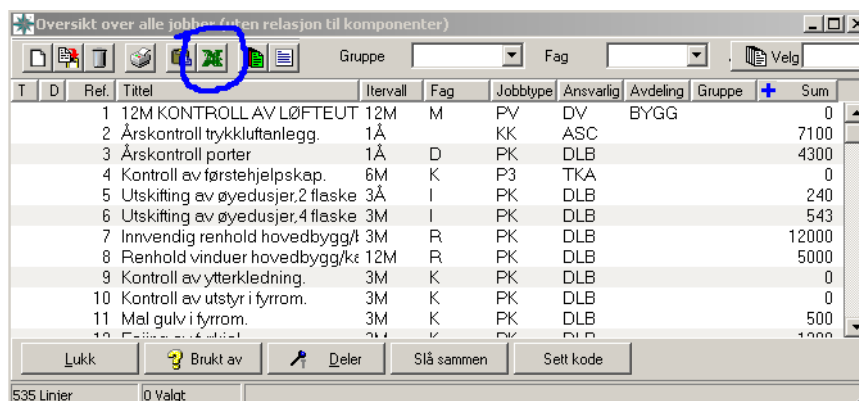 Oversikt over alle jobber (uten relasjon til komponenter)
Gruppe Fag Velg
T D Ref. Tittel Itervall Fag Jobbtype Ansvarlig Avdeling Gruppe Sum
1 12M KONTROLL AV LØFTEUT 12M M PV DV BYGG 0
2 Årskontroll trykkluftanlegg. 1Å KK ASC 7100
3 Årskontroll porter 1Å D PK DLB 4300
4 Kontroll av førstehjelpskap. 6M K P3 TKA 0
5 Utskifting av øyedusjer,2 flaske 3Å I PK DLB 240
6 Utskifting av øyedusjer,4 flaske 3M I PK DLB 543
7 Innvendig renhold hovedbygg/ 3M R PK DLB 12000
8 Renhold vinduer hovedbygg/ka 12M R PK DLB 5000
9 Kontroll av ytterkledning. 3M K PK DLB 0
10 Kontroll av utstyr i fyrrom. 3M K PK DLB 0
11 Mal gulv i fyrrom. 3M K PK DLB 500
Lukk Brukt av Deler Slå sammen Sett kode
535 Linjer 0 Valgt